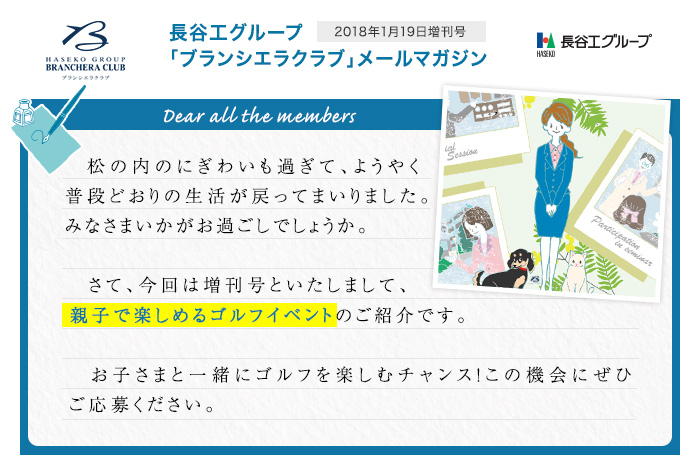 HASEKO GROUP
BRANCHERA CLUB
ブランシエラクラブ
長谷工グループ
2018年1月19日増刊号
「ブランシエラクラブ」メールマガジン
HASEKO
長谷工グループ
Dear all the members
松の内のにぎわいも過ぎて、ようやく
普段どおりの生活が戻ってまいりました。
みなさまいかがお過ごしでしょうか。
さて、今回は増刊号といたしまして、
親子で楽しめるゴルフイベントのご紹介です。
お子さまと一緒にゴルフを楽しむチャンス!この機会にぜひ
ご応募ください。
Session
Participation
in seminar